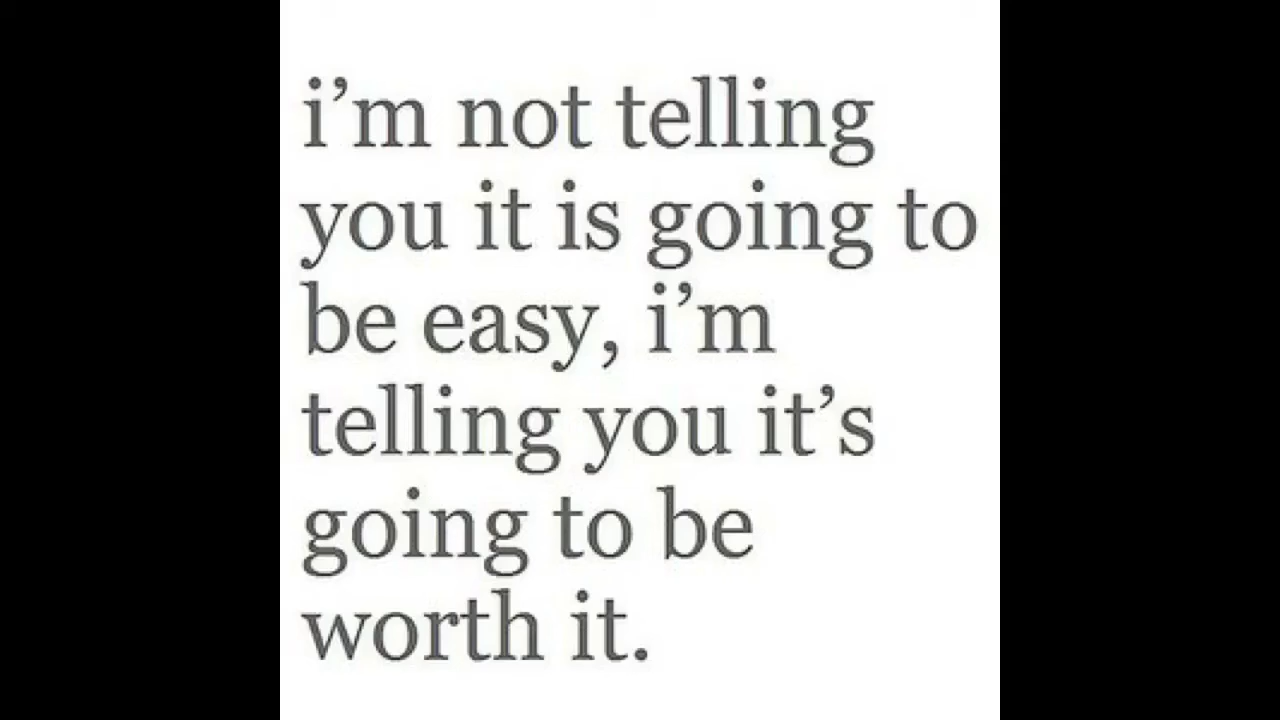 i’m not telling
you it is going to
be easy, i’m
telling you it’s
going to be
worth it.